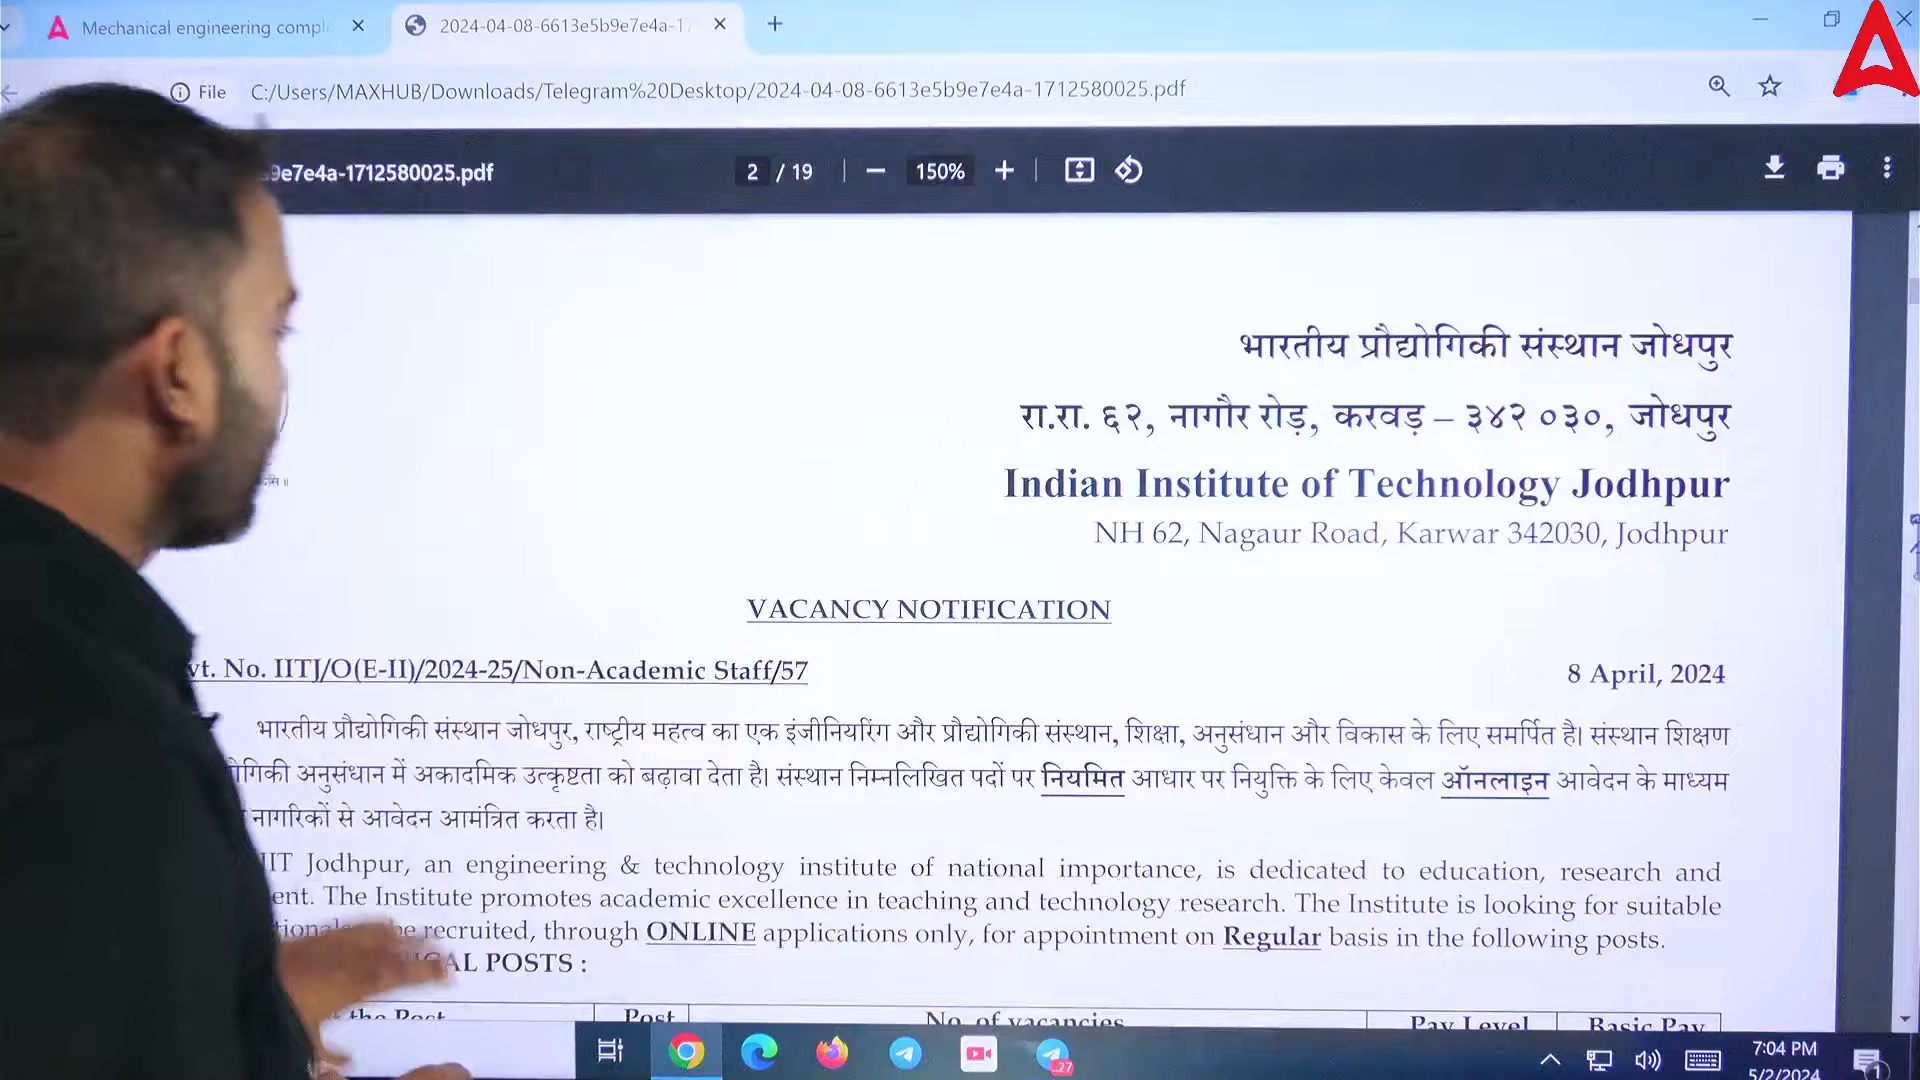 Mechanical engineering compl
2024-04-08-6613e5b9e7e4a-17
File C:/Users/MAXHUB/Downloads/Telegram%20Desktop/2024-04-08-6613e5b9e7e4a-1712580025.pdf
9e7e4a-1712580025.pdf 2 / 19 150%
भारतीय प्रौद्योगिकी संस्थान जोधपुर
रा.रा. ६२, नागौर रोड़, करवड़ – ३४२ ०३०, जोधपुर
Indian Institute of Technology Jodhpur
NH 62, Nagaur Road, Karwar 342030, Jodhpur
VACANCY NOTIFICATION
vt. No. IITJ/O(E-II)/2024-25/Non-Academic Staff/57 8 April, 2024
भारतीय प्रौद्योगिकी संस्थान जोधपुर, राष्ट्रीय महत्व का एक इंजीनियरिंग और प्रौद्योगिकी संस्थान, शिक्षा, अनुसंधान और विकास के लिए समर्पित है। संस्थान शिक्षण
गिकी अनुसंधान में अकादमिक उत्कृष्टता को बढ़ावा देता है। संस्थान निम्नलिखित पदों पर नियमित आधार पर नियुक्ति के लिए केवल ऑनलाइन आवेदन के माध्यम
नागरिकों से आवेदन आमंत्रित करता है।
IIT Jodhpur, an engineering & technology institute of national importance, is dedicated to education, research and
ent. The Institute promotes academic excellence in teaching and technology research. The Institute is looking for suitable
be recruited, through ONLINE applications only, for appointment on Regular basis in the following posts.
AL POSTS :
the Post Post No. of vacancies Pay Level Basic Pay
27
7:04 PM
5/2/2024
1